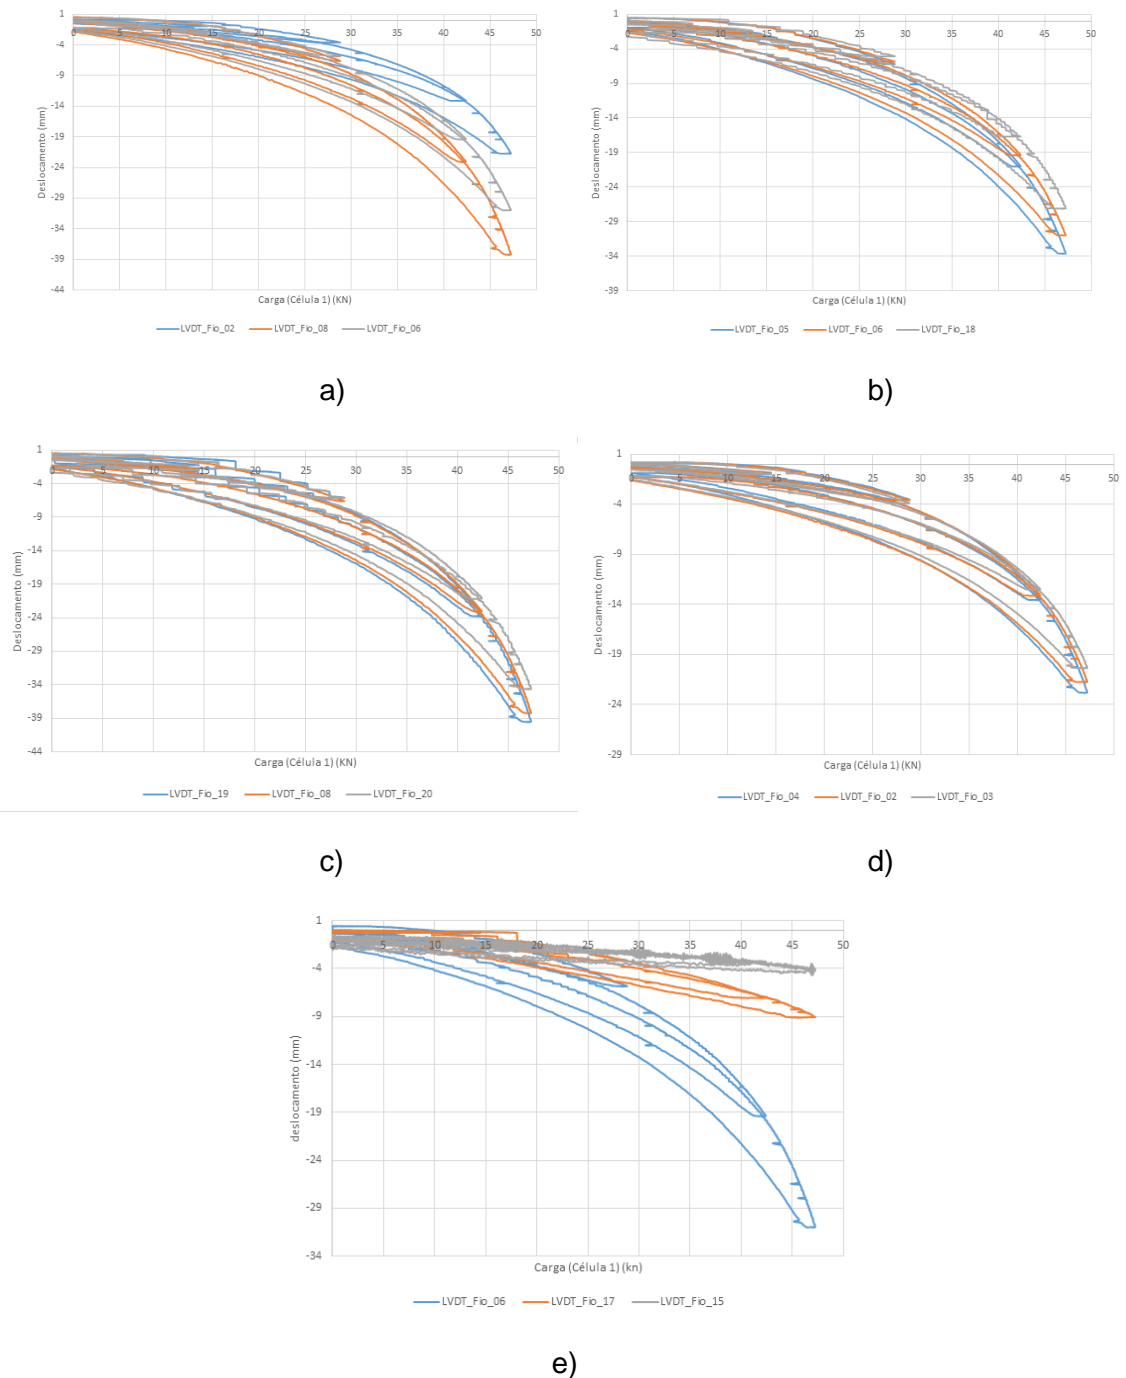 1
-4
-9
-14
-19
-24
-29
-34
-39
-44
0 5 10 15 20 25 30 35 40 45 50
Deslocamento (mm)
Carga (Célula 1) (KN)
LVDT_Fio_02 LVDT_Fio_08 LVDT_Fio_06
a)
1
-4
-9
-14
-19
-24
-29
-34
-39
0 5 10 15 20 25 30 35 40 45 50
Deslocamento (mm)
Carga (Célula 1) (KN)
LVDT_Fio_05 LVDT_Fio_06 LVDT_Fio_18
b)
1
-4
-9
-14
-19
-24
-29
-34
-39
-44
0 5 10 15 20 25 30 35 40 45 50
Deslocamento (mm)
Carga (Célula 1) (KN)
LVDT_Fio_19 LVDT_Fio_08 LVDT_Fio_20
c)
1
-4
-9
-14
-19
-24
-29
0 5 10 15 20 25 30 35 40 45 50
Deslocamento (mm)
Carga (Célula 1) (KN)
LVDT_Fio_04 LVDT_Fio_02 LVDT_Fio_03
d)
1
-4
-9
-14
-19
-24
-29
-34
0 5 10 15 20 25 30 35 40 45 50
deslocamento (mm)
Carga (Célula 1) (kn)
LVDT_Fio_06 LVDT_Fio_17 LVDT_Fio_15
e)